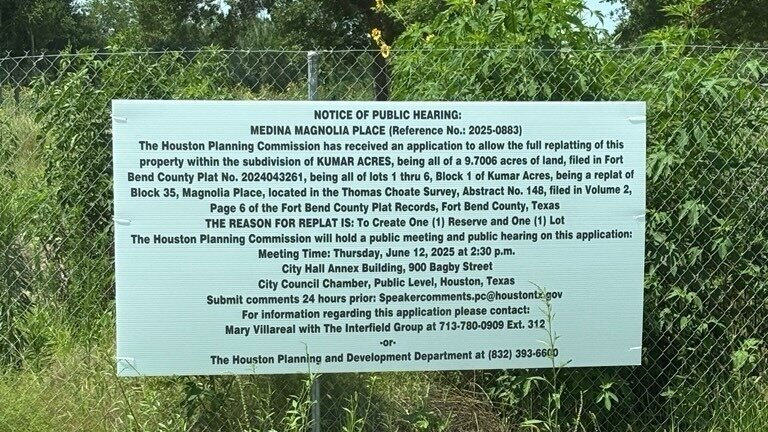 NOTICE OF PUBLIC HEARING:
MEDINA MAGNOLIA PLACE (Reference No.: 2025-0883)
The Houston Planning Commission has received an application to allow the full replatting of this
property within the subdivision of KUMAR ACRES, being all of a 9.7006 acres of land, filed in Fort
Bend County Plat No. 2024043261, being all of lots 1 thru 6, Block 1 of Kumar Acres, being a replat of
Block 35, Magnolia Place, located in the Thomas Choate Survey, Abstract No. 148, filed in Volume 2,
Page 6 of the Fort Bend County Plat Records, Fort Bend County, Texas
THE REASON FOR REPLAT IS: To Create One (1) Reserve and One (1) Lot
The Houston Planning Commission will hold a public meeting and public hearing on this application:
Meeting Time: Thursday, June 12, 2025 at 2:30 p.m.
City Hall Annex Building, 900 Bagby Street
City Council Chamber, Public Level, Houston, Texas
Submit comments 24 hours prior: Speakercomments.pc@houstontx.gov
For information regarding this application please contact:
Mary Villareal with The Interfield Group at 713-780-0909 Ext. 312
-or-
The Houston Planning and Development Department at (832) 393-6600